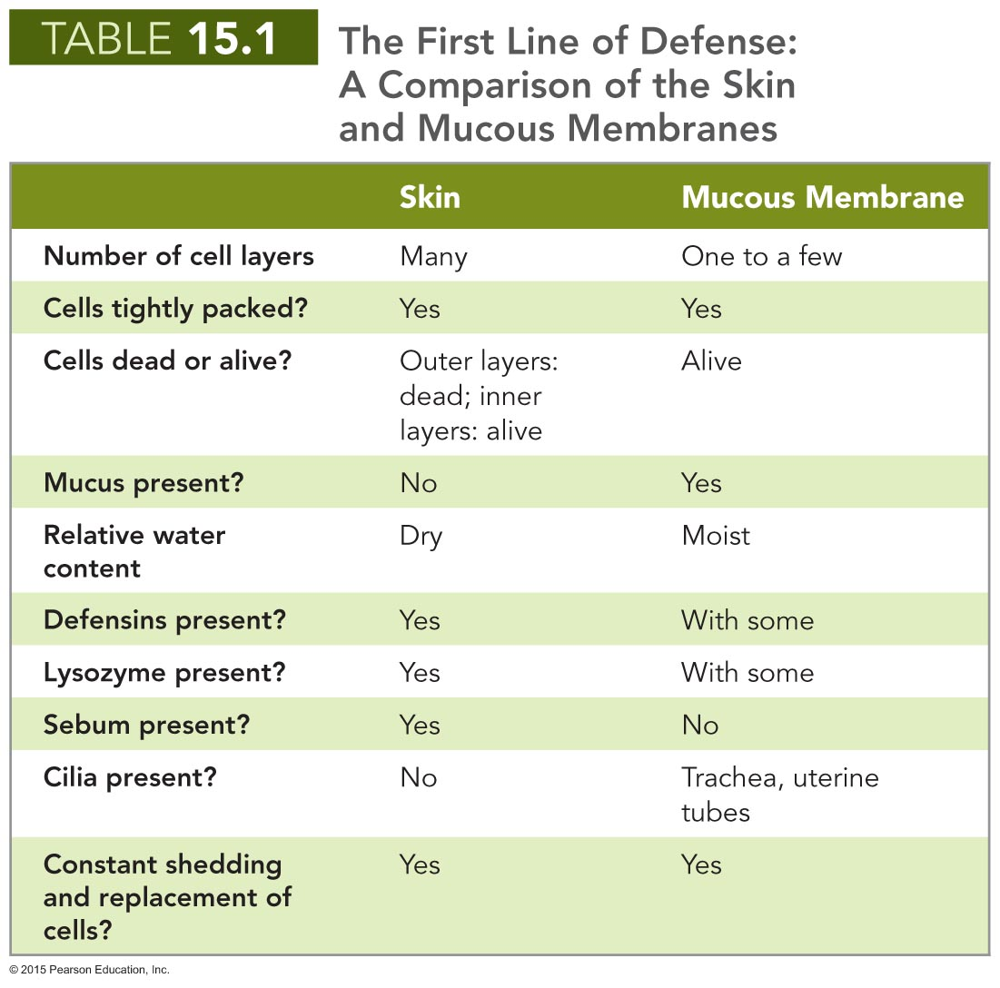 TABLE 15.1
The First Line of Defense:
A Comparison of the Skin
and Mucous Membranes
Skin Mucous Membrane
Number of cell layers Many One to a few
Cells tightly packed? Yes Yes
Cells dead or alive? Outer layers: Alive
dead; inner
layers: alive
Mucus present? No Yes
Relative water Dry Moist
content
Defensins present? Yes With some
Lysozyme present? Yes With some
Sebum present? Yes No
Cilia present? No Trachea, uterine
tubes
Constant shedding Yes Yes
and replacement of
cells?
© 2015 Pearson Education, Inc.